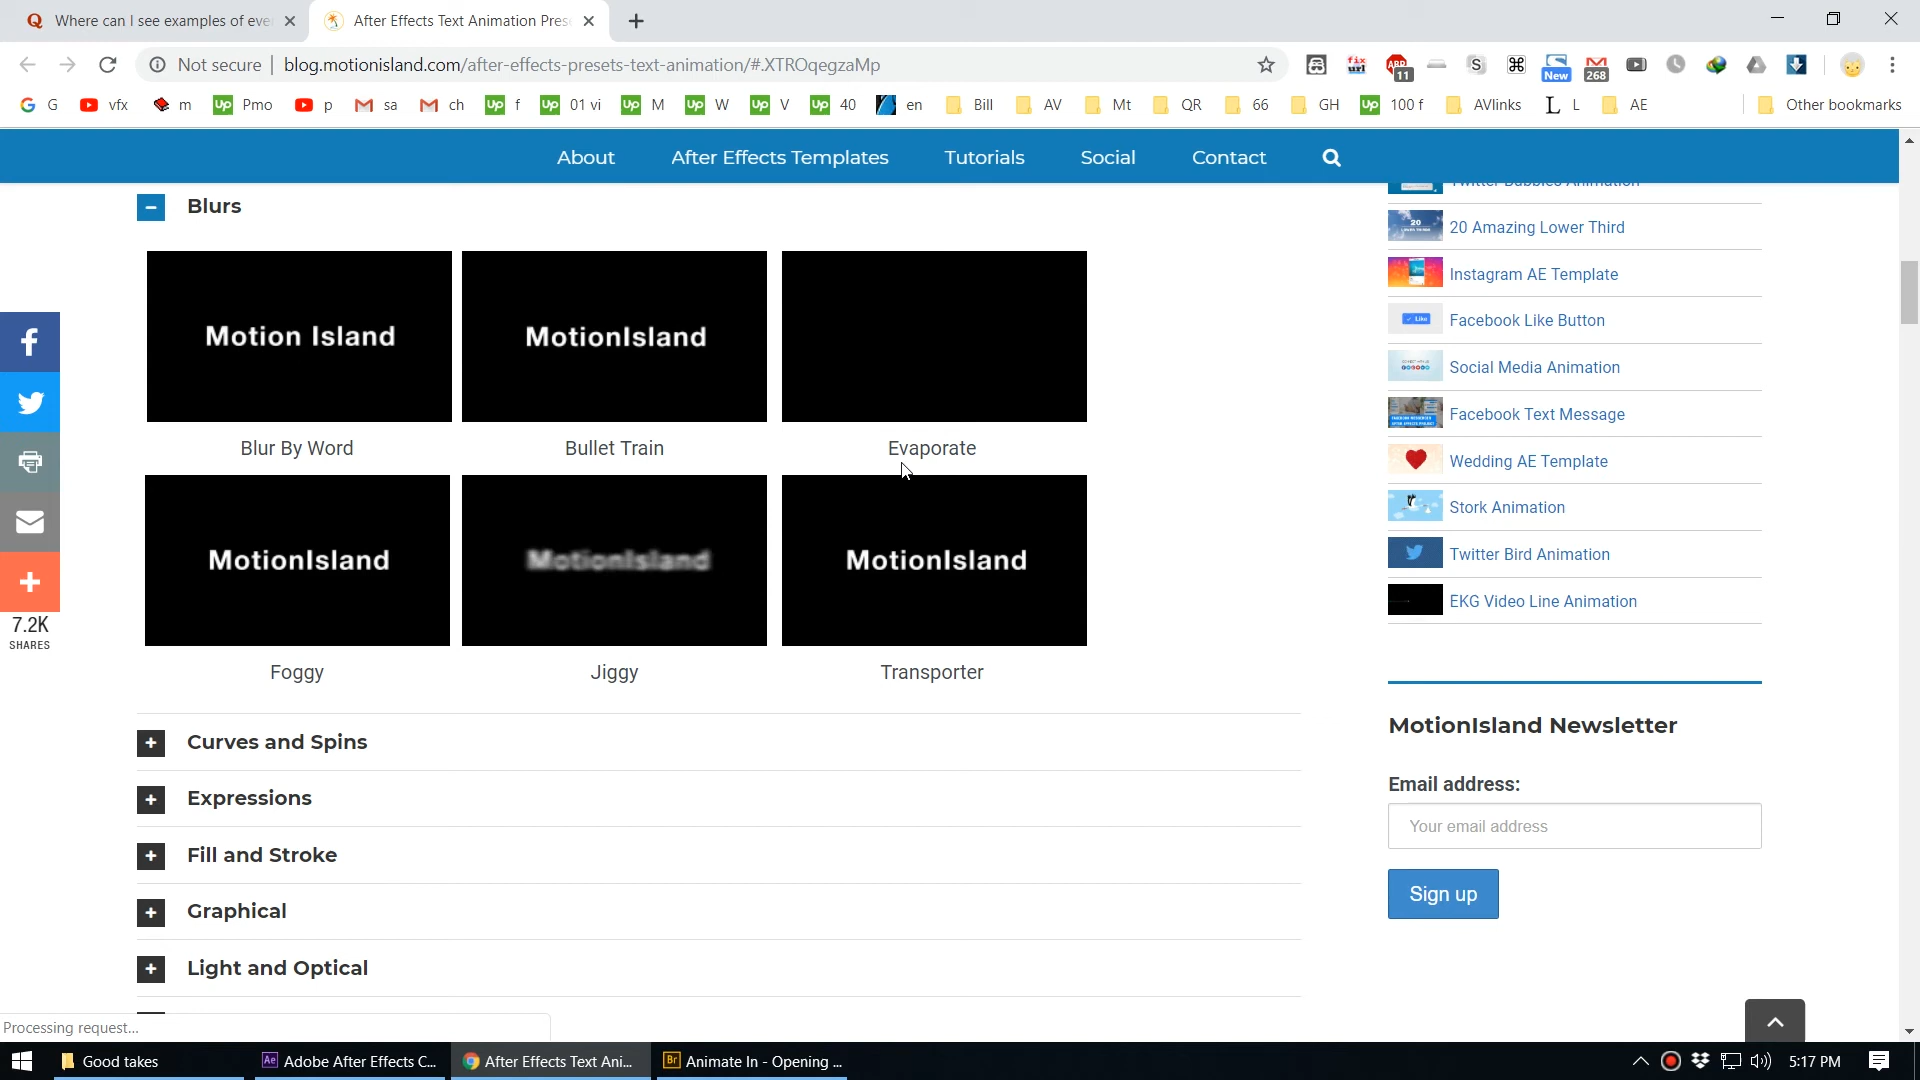 Where can I see examples of eve
After Effects Text Animation Pres
Not secure
blog.motionisland.com/after-effects-presets-text-animation/#.XTROqegzaMp
ABP
11
New
268
G
vfx
m
Pmo
p
sa
ch
f
01 vi
M
W
V
40
en
Bill
AV
Mt
QR
66
GH
100 f
AVlinks
L
AE
Other bookmarks
About
After Effects Templates
Tutorials
Social
Contact
Blurs
Motion Island
MotionIsland
Blur By Word
Bullet Train
Evaporate
MotionIsland
MotionIsland
MotionIsland
Foggy
Jiggy
Transporter
Curves and Spins
Expressions
Fill and Stroke
Graphical
Light and Optical
7.2K
SHARES
20 Amazing Lower Third
Instagram AE Template
Facebook Like Button
Social Media Animation
Facebook Text Message
Wedding AE Template
Stork Animation
Twitter Bird Animation
EKG Video Line Animation
MotionIsland Newsletter
Email address:
Your email address
Sign up
Processing request...
Good takes
Adobe After Effects C...
After Effects Text Ani...
Animate In - Opening ...
5:17 PM